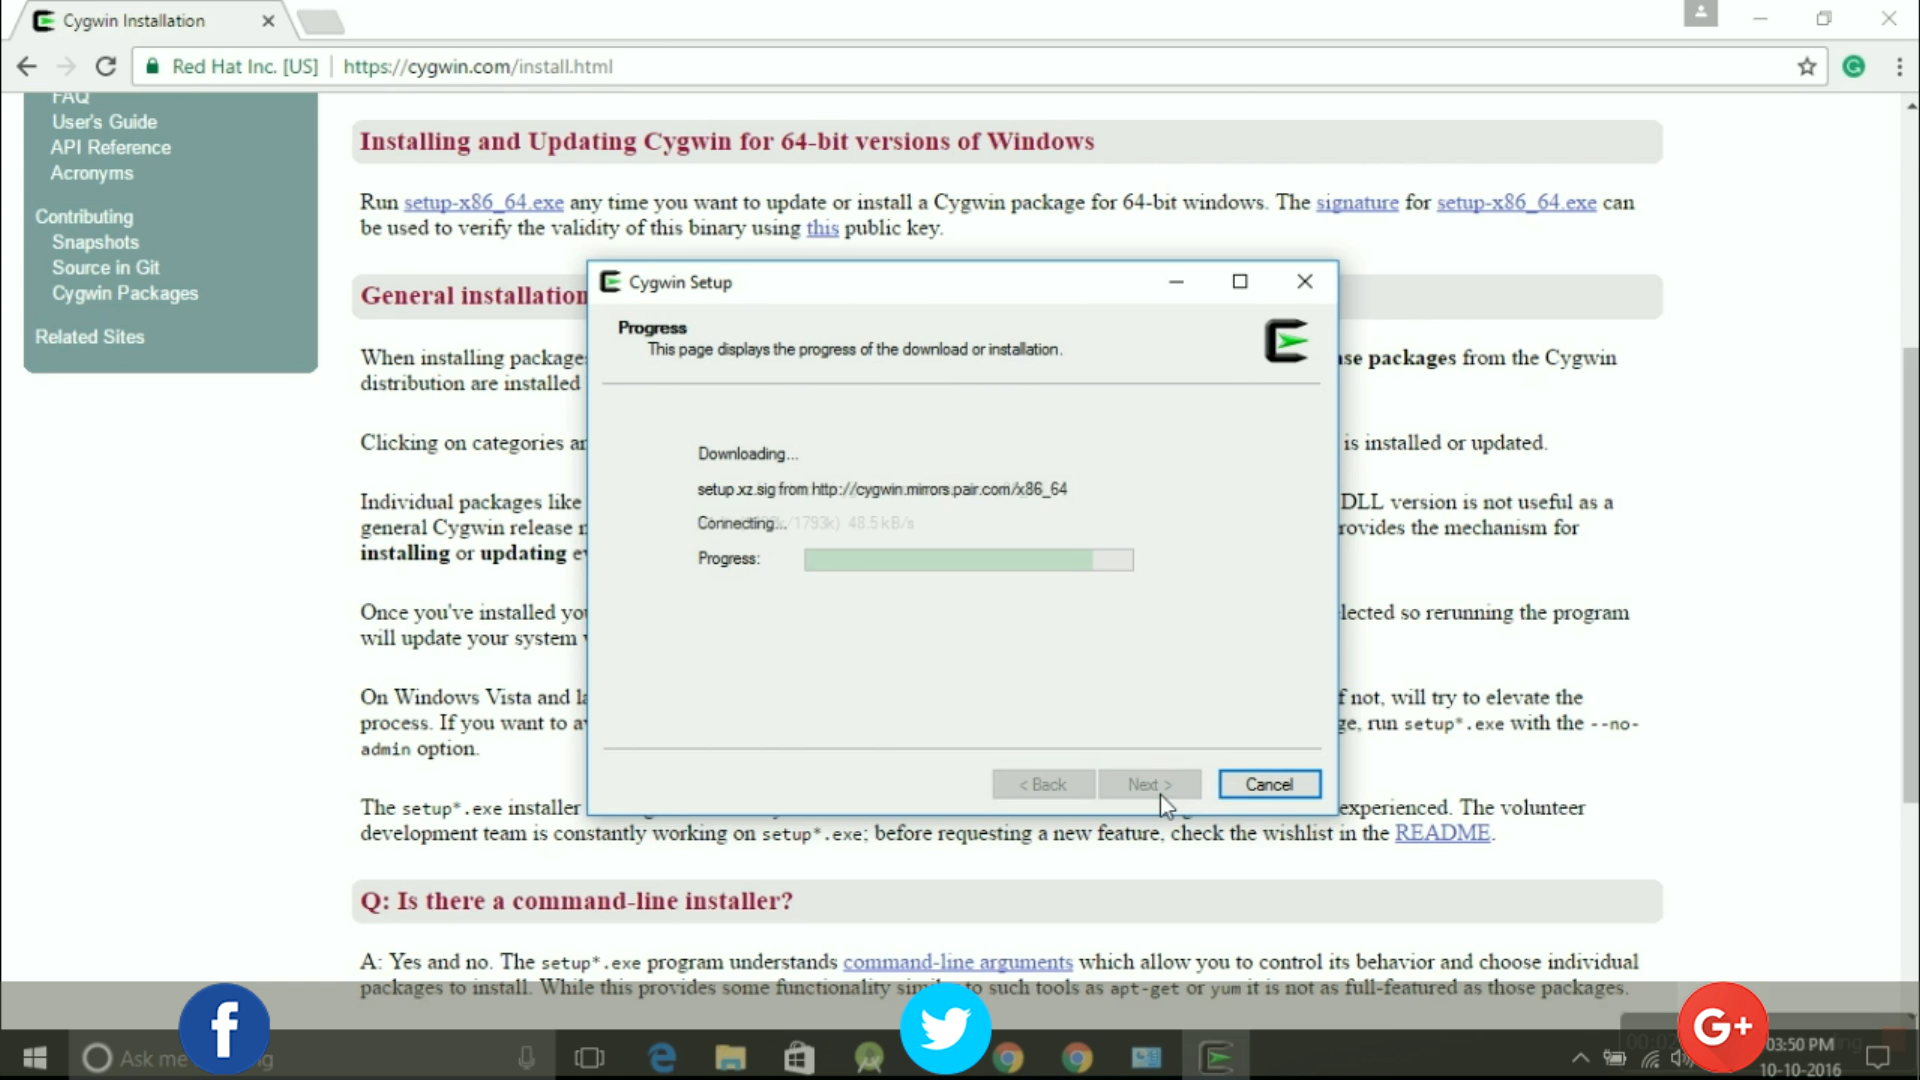 Cygwin Installation
Red Hat Inc. [US]
https://cygwin.com/install.html
FAQ
User's Guide
API Reference
Acronyms
Contributing
Snapshots
Source in Git
Cygwin Packages
Related Sites
Installing and Updating Cygwin for 64-bit versions of Windows
Run setup-x86_64.exe any time you want to update or install a Cygwin package for 64-bit windows. The signature for setup-x86_64.exe can
be used to verify the validity of this binary using this public key.
General installation
When installing packages
se packages from the Cygwin
distribution are installed
Clicking on categories
is installed or updated.
Individual packages like
DLL version is not useful as a
general Cygwin release
rovides the mechanism for
installing or updating
Once you've installed
lected so rerunning the program
will update your system
On Windows Vista and
f not, will try to elevate the
process. If you want to
ge, run setup*.exe with the --no-
admin option.
The setup*.exe installer
experienced. The volunteer
development team is constantly working on setup*.exe; before requesting a new feature, check the wishlist in the README.
Q: Is there a command-line installer?
A: Yes and no. The setup*.exe program understands command-line arguments which allow you to control its behavior and choose individual
packages to install. While this provides some functionality to such tools as apt-get or yum it is not as full-featured as those packages.
Cygwin Setup
Progress
This page displays the progress of the download or installation.
Downloading...
setup.xz.sig from http://cygwin.mirrors.pair.com/x86_64
Connecting...
/1793k) 48.5 kB/s
Progress:
< Back
Next >
Cancel
f
G+
Ask me
03:50 PM
10-10-2016